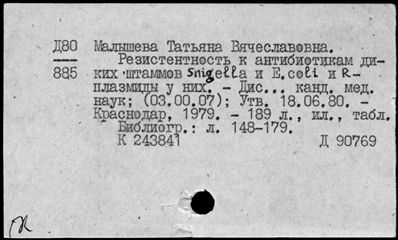 Д80 Малышева Татьяна Вячеславовна.
Резистентность к антибиотикам ди-
885 ких штаммов Snigella и E.coli и R-
плазмиды у них. - Дис... канд. мед.
наук; (03.00.07); Утв. 18.06.80. -
Краснодар, 1979. - 189 л., ил., табл.
Библиогр.: л. 148-179.
К 243841 Д 90769